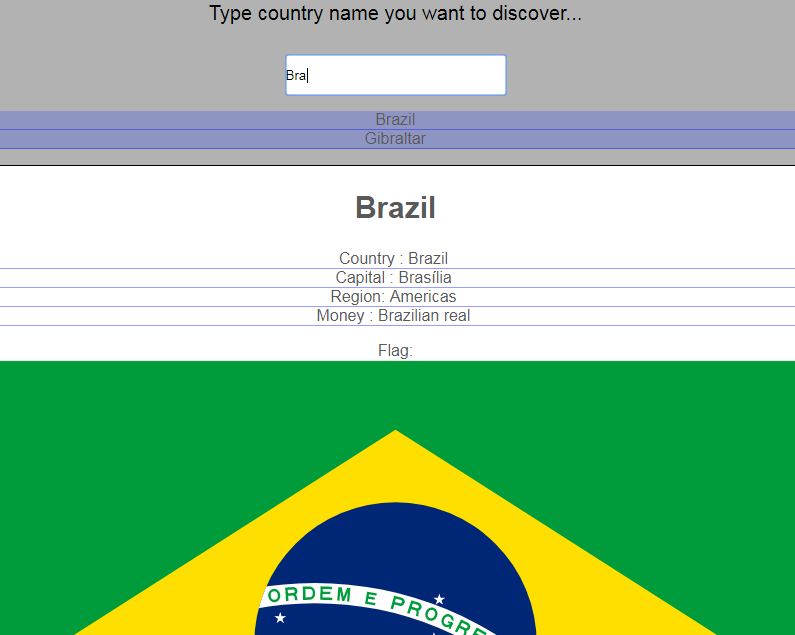 Type country name you want to discover...
Bra
Brazil
Gibraltar
Brazil
Country : Brazil
Capital : Brasília
Region: Americas
Money : Brazilian real
Flag:
ORDEM E PROGRE